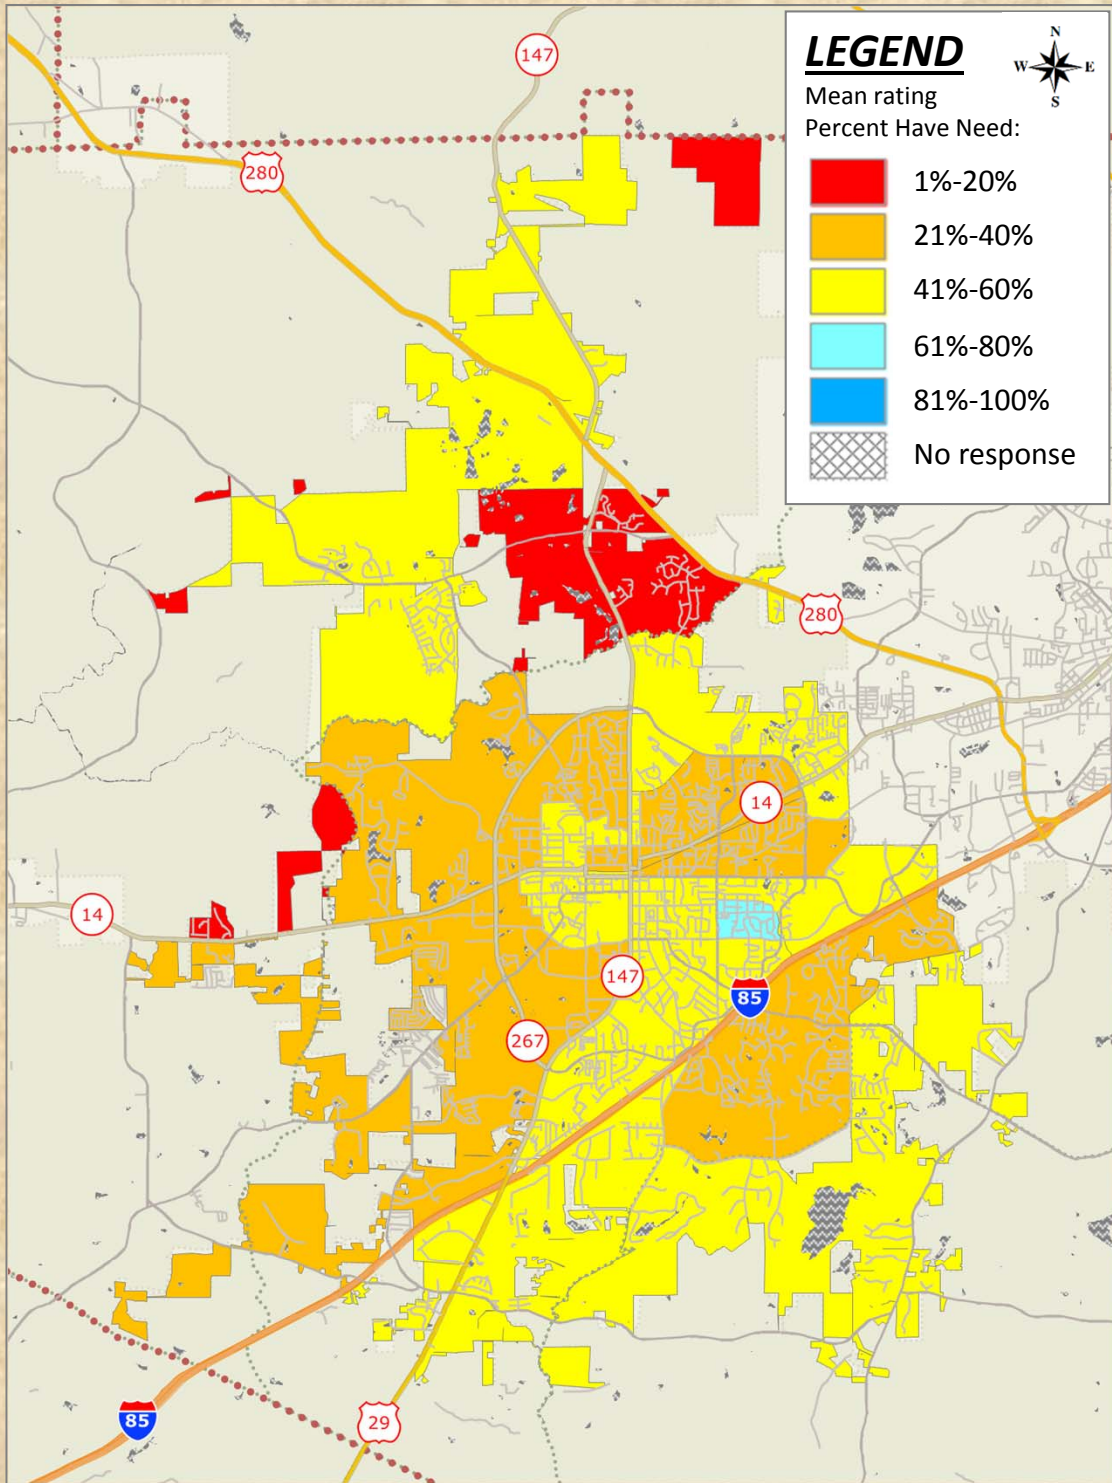 147
LEGEND
N
W E
S
Mean rating
Percent Have Need:
280
1%-20%
21%-40%
41%-60%
61%-80%
81%-100%
No response
280
14
14
147
85
267
85
29